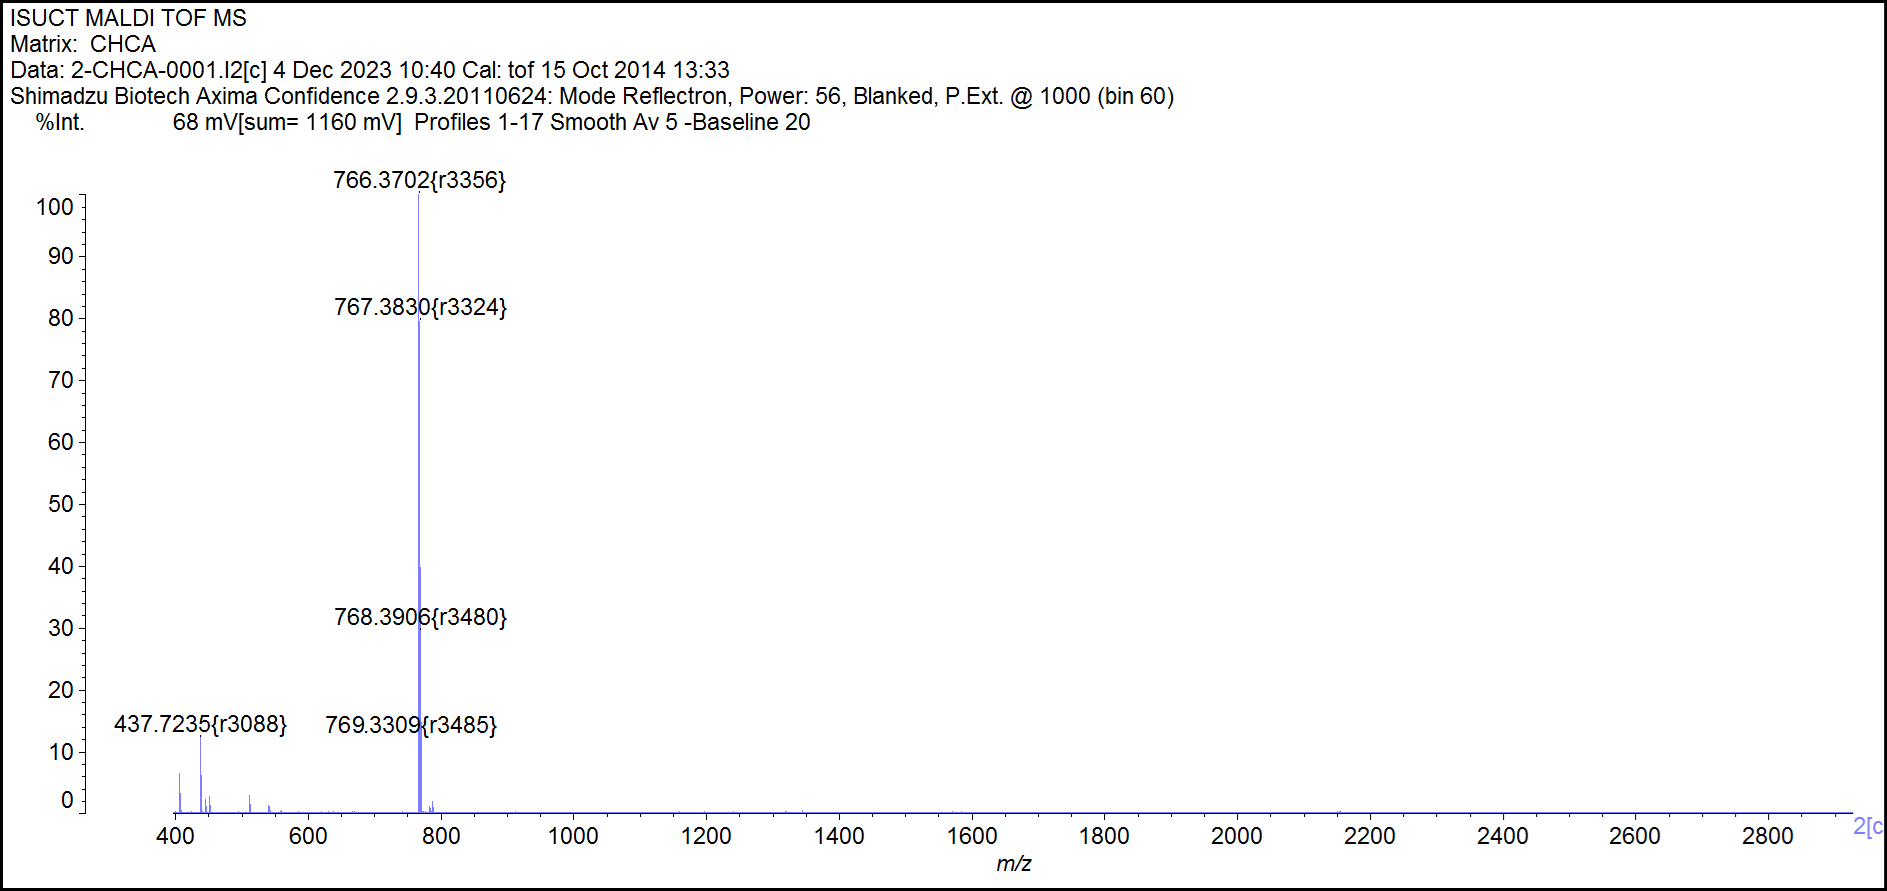 ISUCT MALDI TOF MS
Matrix: CHCA
Data: 2-CHCA-0001.I2[c] 4 Dec 2023 10:40 Cal: tof 15 Oct 2014 13:33
Shimadzu Biotech Axima Confidence 2.9.3.20110624: Mode Reflectron, Power: 56, Blanked, P.Ext. @ 1000 (bin 60)
%Int. 68 mV[sum= 1160 mV] Profiles 1-17 Smooth Av 5 -Baseline 20
766.3702{r3356}
100
90
767.3830{r3324}
80
70
60
50
40
768.3906{r3480}
30
20
437.7235{r3088} 769.3309{r3485}
10
0
2[c
400 600 800 1000 1200 1400 1600 1800 2000 2200 2400 2600 2800
m/z